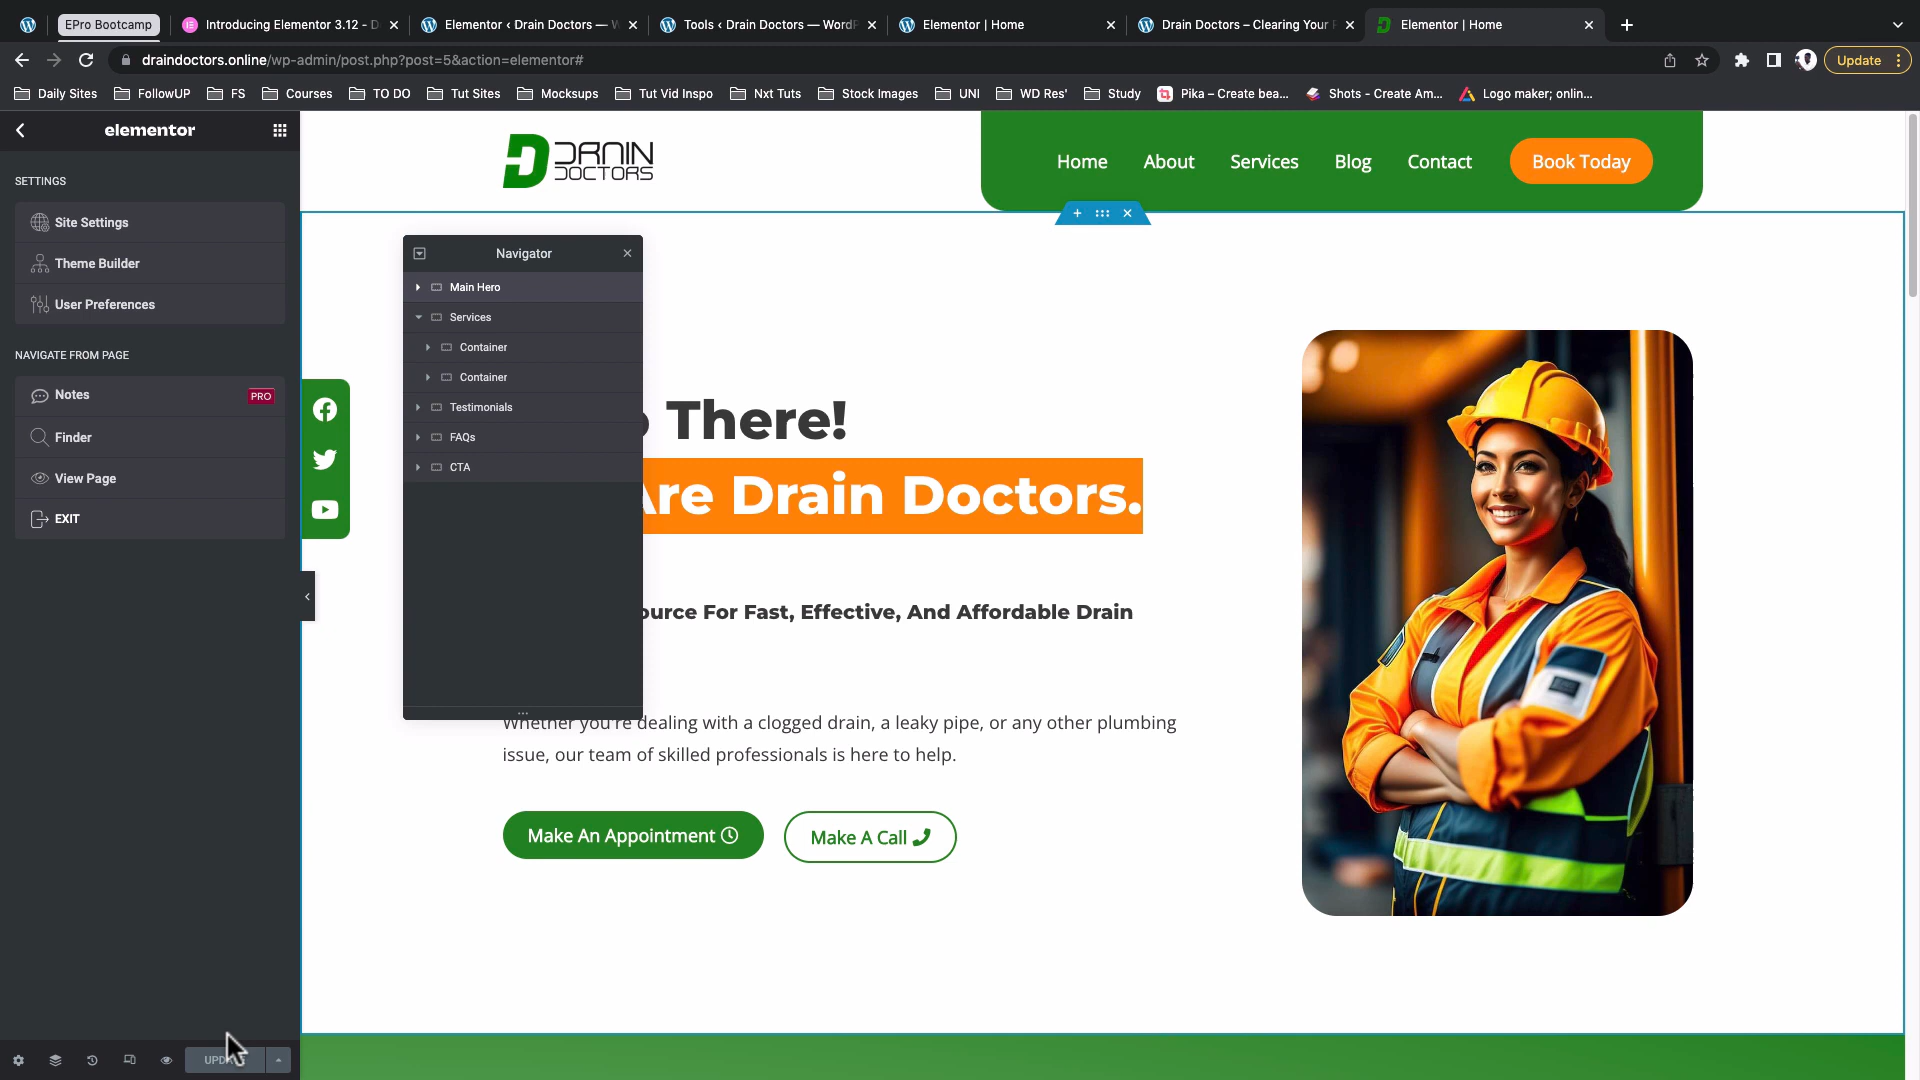 EPro Bootcamp
Introducing Elementor 3.12 - D
Elementor ‹ Drain Doctors — W
Tools ‹ Drain Doctors — WordP
Elementor | Home
Drain Doctors – Clearing Your P
Elementor | Home
draindoctors.online/wp-admin/post.php?post=5&action=elementor#
Update
Daily Sites
FollowUP
FS
Courses
TO DO
Tut Sites
Mocksups
Tut Vid Inspo
Nxt Tuts
Stock Images
UNI
WD Res'
Study
Pika – Create bea...
Shots - Create Am...
Logo maker; onlin...
elementor
SETTINGS
Site Settings
Theme Builder
User Preferences
NAVIGATE FROM PAGE
Notes
PRO
Finder
View Page
EXIT
DRAIN
DOCTORS
Home
About
Services
Blog
Contact
Book Today
Navigator
Main Hero
Services
Container
Container
Testimonials
FAQs
CTA
There!
Are Drain Doctors.
ource For Fast, Effective, And Affordable Drain
Whether you're dealing with a clogged drain, a leaky pipe, or any other plumbing
issue, our team of skilled professionals is here to help.
Make An Appointment
Make A Call